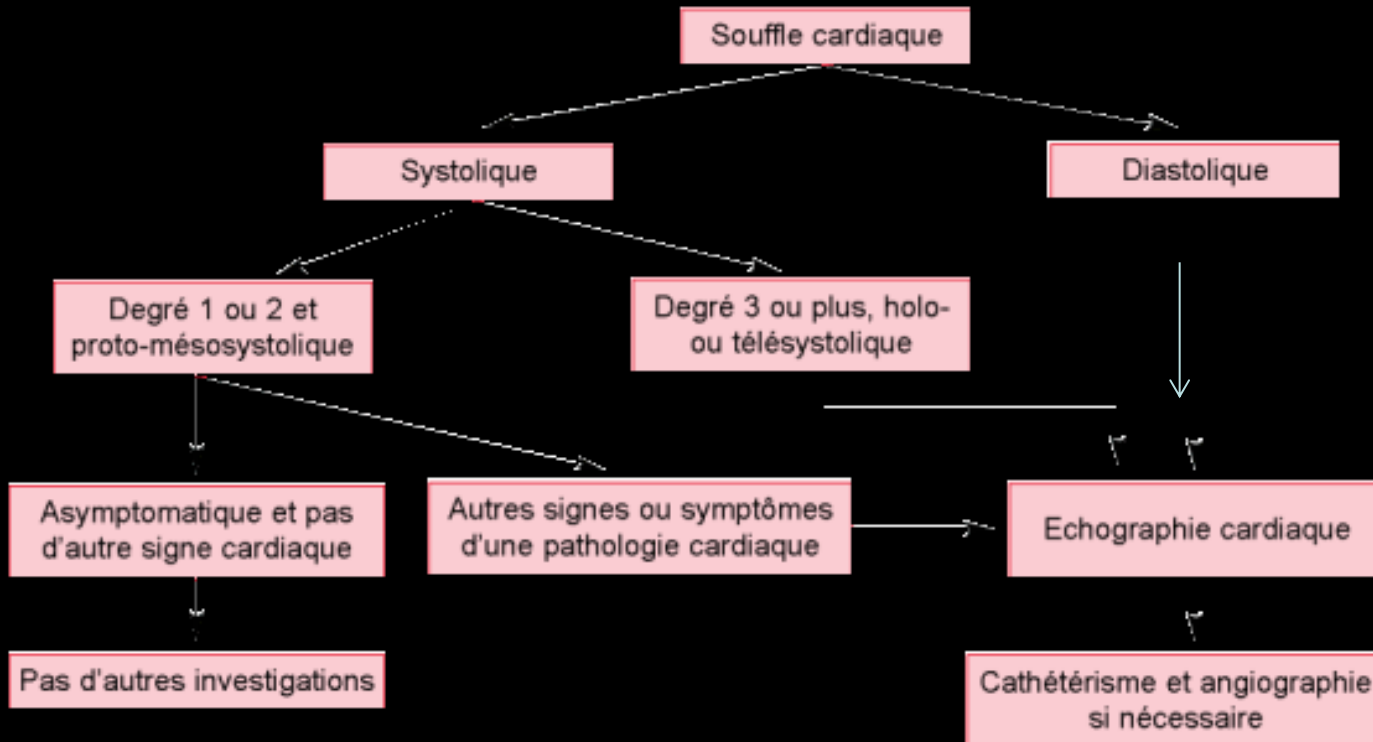 Souffle cardiaque
Systolique
Diastolique
Degré 1 ou 2 et
proto-mésosystolique
Degré 3 ou plus, holo-
ou télésystolique
Asymptomatique et pas
d'autre signe cardiaque
Autres signes ou symptômes
d'une pathologie cardiaque
Echographie cardiaque
Pas d'autres investigations
Cathétérisme et angiographie
si nécessaire